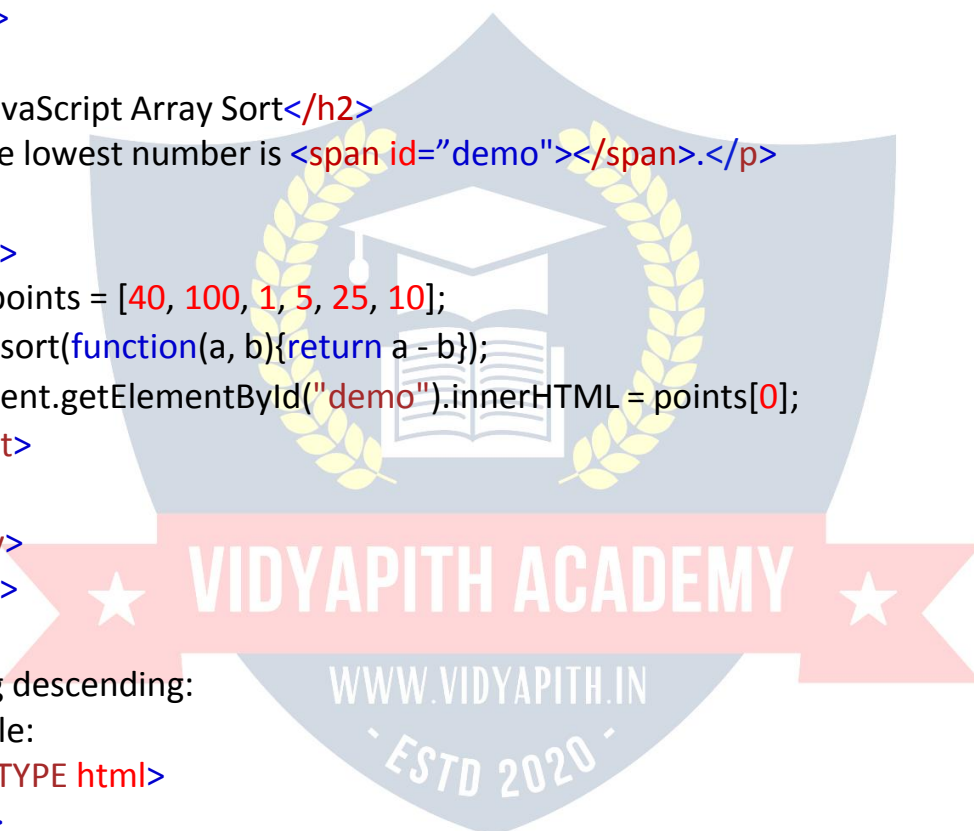 >
vaScript Array Sort</h2>
e lowest number is <span id=”demo"></span>.</p>
>
points = [40, 100, 1, 5, 25, 10];
sort(function(a, b){return a - b});
ent.getElementById("demo").innerHTML = points[0];
t>
y>
>
VIDYAPITH ACADEMY
g descending:
WWW.VIDYAPITH.IN
le:
- ESTD 2020 -
TYPE html>